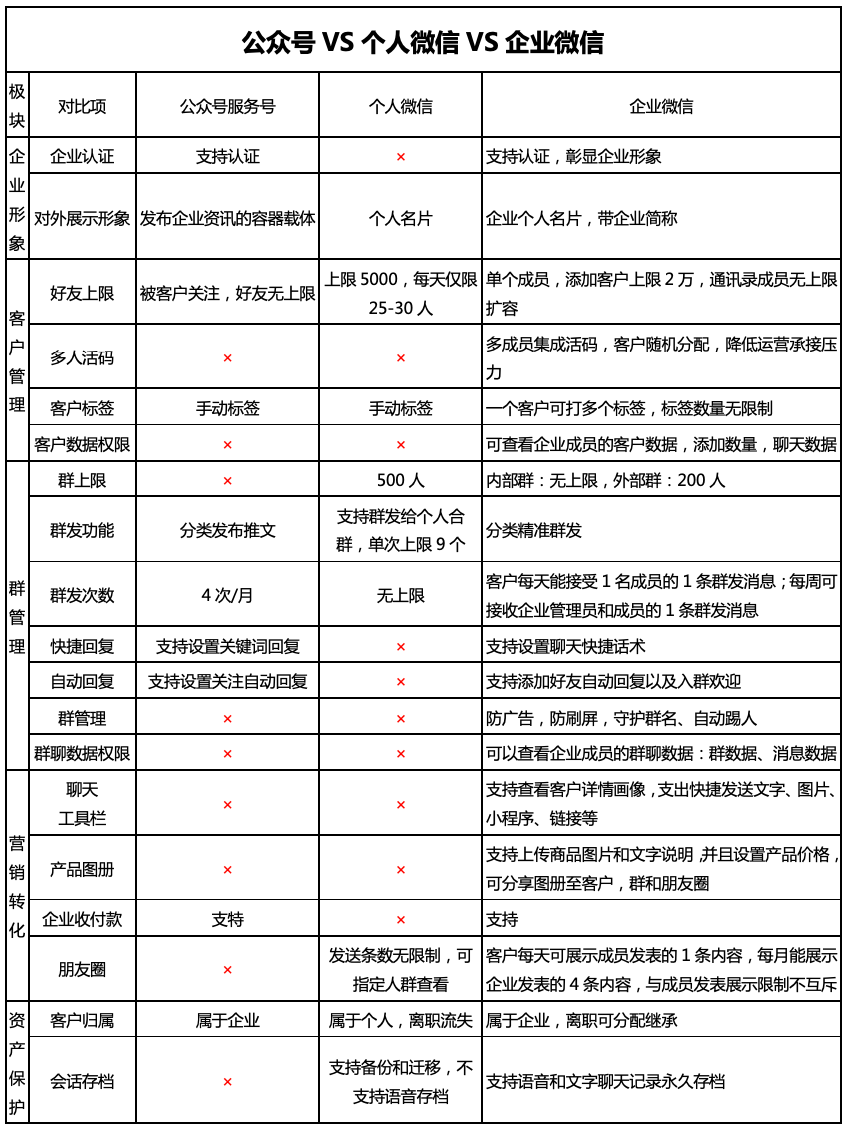 公众号 VS 个人微信 VS 企业微信
极块 对比项 公众号服务号 个人微信 企业微信
企业形象
企业认证 支持认证 × 支持认证，彰显企业形象
对外展示形象 发布企业资讯的容器载体 个人名片 企业个人名片，带企业简称
客户管理
好友上限 被客户关注，好友无上限
上限 5000，每天仅限
25-30 人
单个成员，添加客户上限 2 万，通讯录成员无上限
扩容
多人活码 × ×
多成员集成活码，客户随机分配，降低运营承接压
力
客户标签 手动标签 手动标签 一个客户可打多个标签，标签数量无限制
客户数据权限 × × 可查看企业成员的客户数据，添加数量，聊天数据
群管理
群上限 × 500 人 内部群：无上限，外部群：200 人
群发功能 分类发布推文
支持群发给个人合
群，单次上限 9 个
分类精准群发
群发次数 4 次/月 无上限
客户每天能接受 1 名成员的 1 条群发消息；每周可
接收企业管理员和成员的 1 条群发消息
快捷回复 支持设置关键词回复 × 支持设置聊天快捷话术
自动回复 支持设置关注自动回复 × 支持添加好友自动回复以及入群欢迎
群管理 × × 防广告，防刷屏，守护群名、自动踢人
群聊数据权限 × × 可以查看企业成员的群聊数据：群数据、消息数据
营销转化
聊天
工具栏
× ×
支持查看客户详情画像，支出快捷发送文字、图片、
小程序、链接等
产品图册 × ×
支持上传商品图片和文字说明，并且设置产品价格，
可分享图册至客户，群和朋友圈
企业收付款 支特 × 支持
朋友圈 ×
发送条数无限制，可
指定人群查看
客户每天可展示成员发表的 1 条内容，每月能展示
企业发表的 4 条内容，与成员发表展示限制不互斥
资产保护
客户归属 属于企业 属于个人，离职流失 属于企业，离职可分配继承
会话存档 ×
支持备份和迁移，不
支持语音存档
支持语音和文字聊天记录永久存档